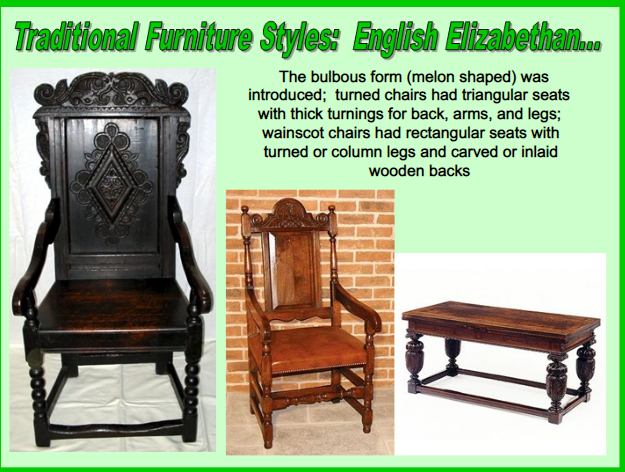 Traditional Furniture Styles:  English Elizabethan...
The bulbous form (melon shaped) was
introduced;  turned chairs had triangular seats
with thick turnings for back, arms, and legs;
wainscot chairs had rectangular seats with
turned or column legs and carved or inlaid
wooden backs